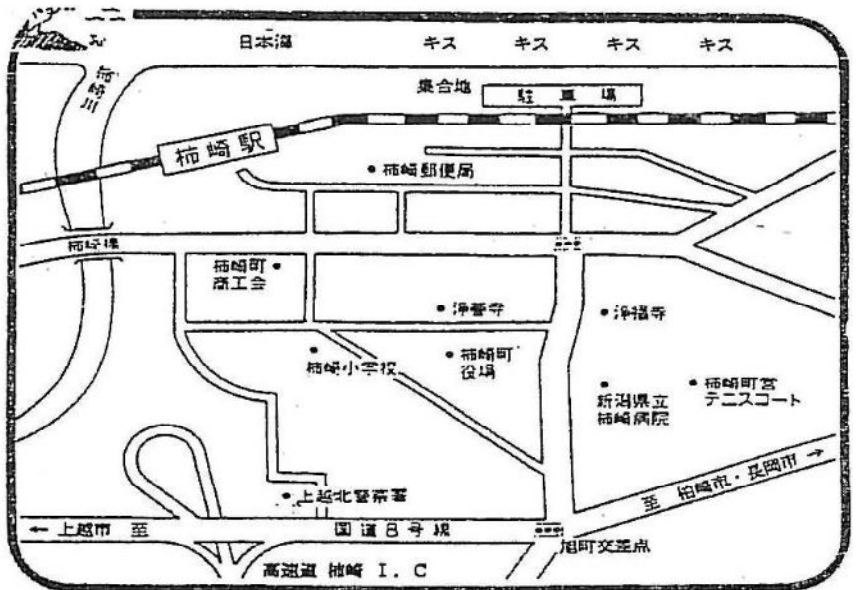 日本海
キス
キス
キス
キス
柿崎川
集合地
駐車場
柿崎駅
柿崎郵便局
柿崎橋
柿崎町
商工会
浄善寺
浄福寺
柿崎小学校
柿崎町
役場
新潟県立
柿崎病院
柿崎町営
テニスコート
上越北警察署
至 柏崎市・長岡市 →
← 上越市 至
国道8号線
旭町交差点
高速道 柿崎 I.C